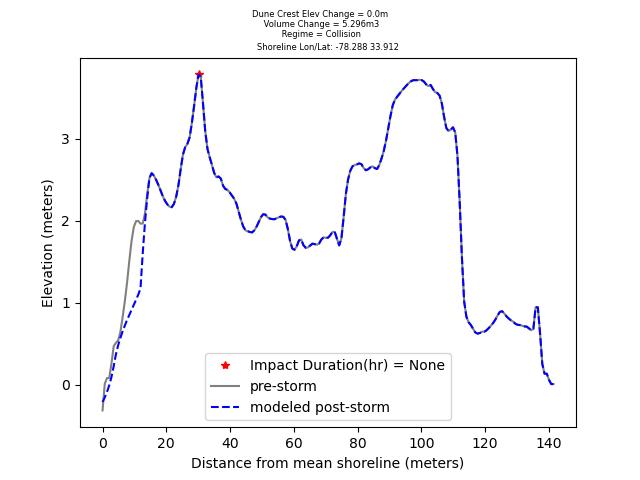 Dune Crest Elev Change = 0.0m
Volume Change = 5.296m3
Regime = Collision
Shoreline Lon/Lat: -78.288 33.912
3
2
1
0
Elevation (meters)
Impact Duration(hr) = None
pre-storm
modeled post-storm
0 20 40 60 80 100 120 140
Distance from mean shoreline (meters)